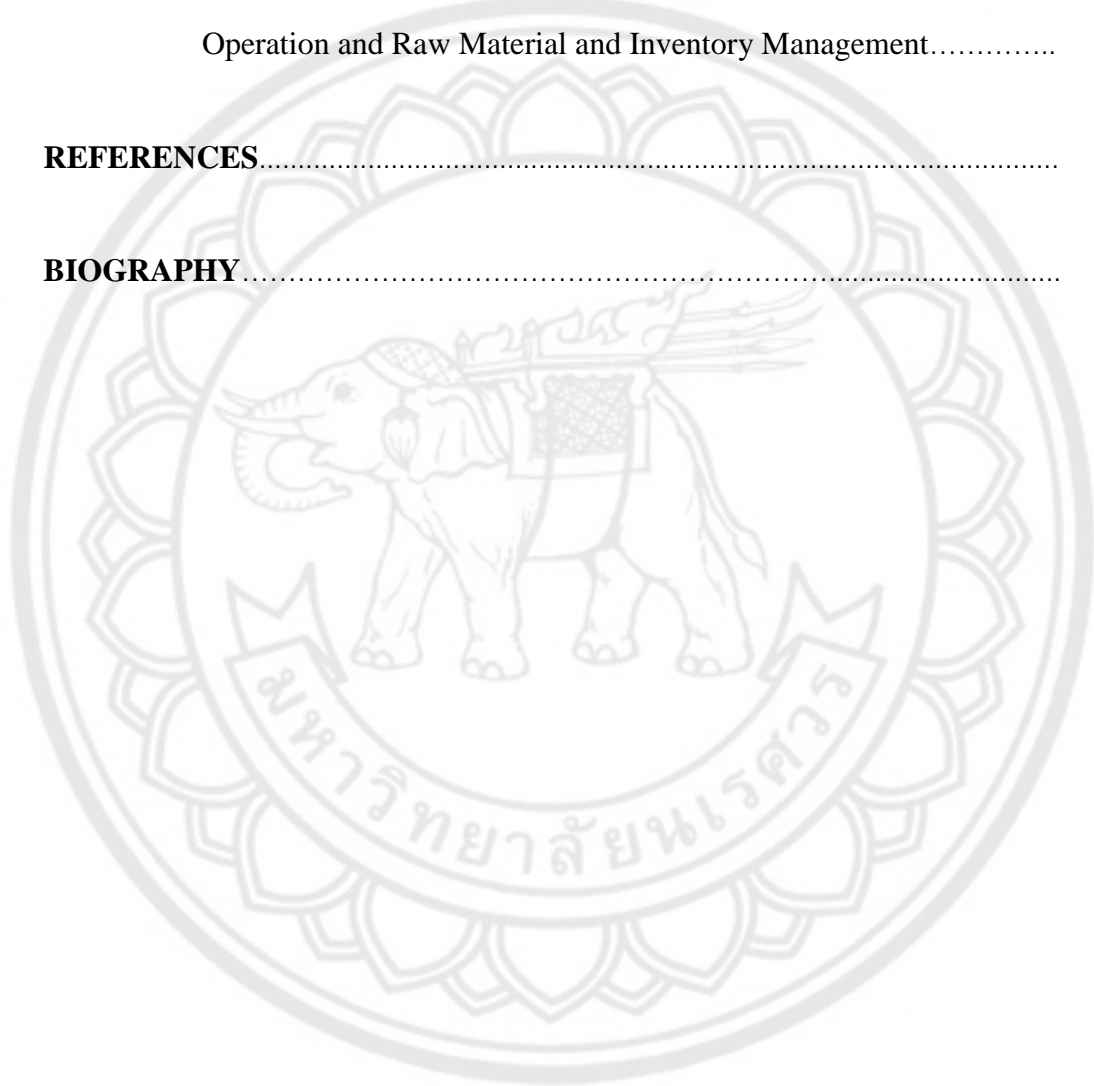 Operation and Raw Material and Inventory Management…………..
REFERENCES…………………………………………………………………………
BIOGRAPHY…………………………………………………………………………
มหาวิทยาลัยนเรศวร